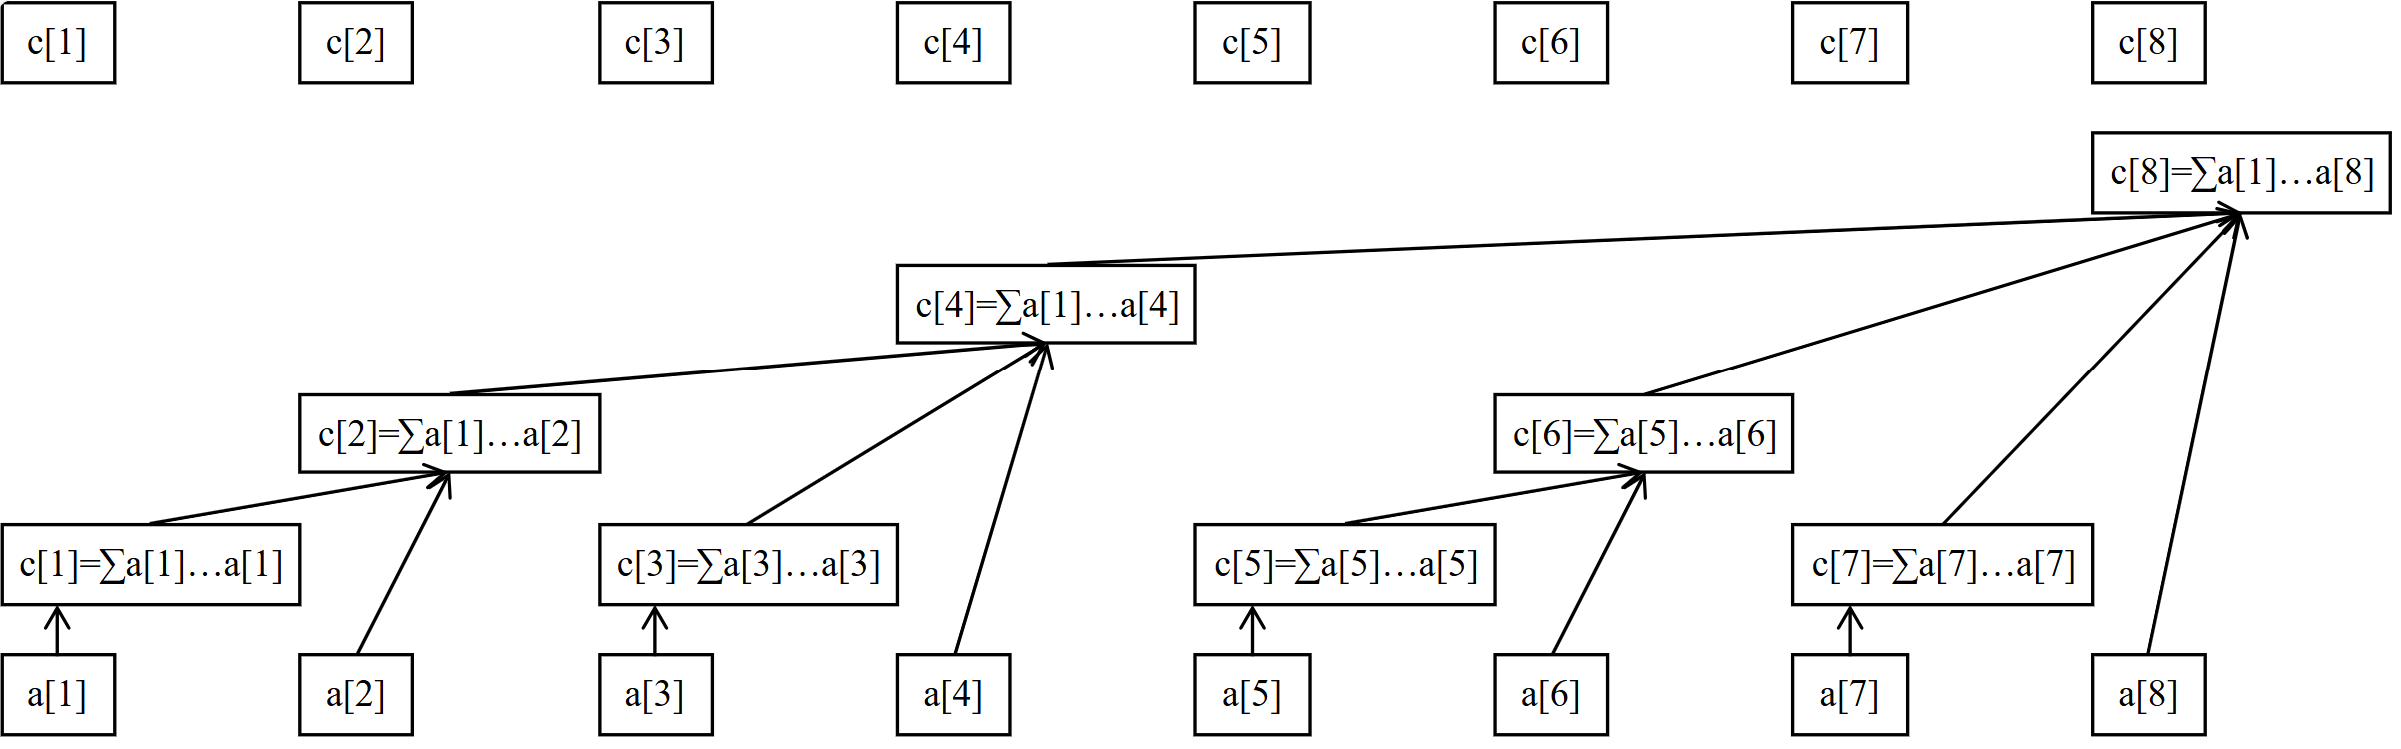 c[1] c[2] c[3] c[4] c[5] c[6] c[7] c[8]
c[8]=∑a[1]…a[8]
c[4]=∑a[1]…a[4]
c[2]=∑a[1]…a[2] c[6]=∑a[5]…a[6]
c[1]=∑a[1]…a[1] c[3]=∑a[3]…a[3] c[5]=∑a[5]…a[5] c[7]=∑a[7]…a[7]
a[1] a[2] a[3] a[4] a[5] a[6] a[7] a[8]